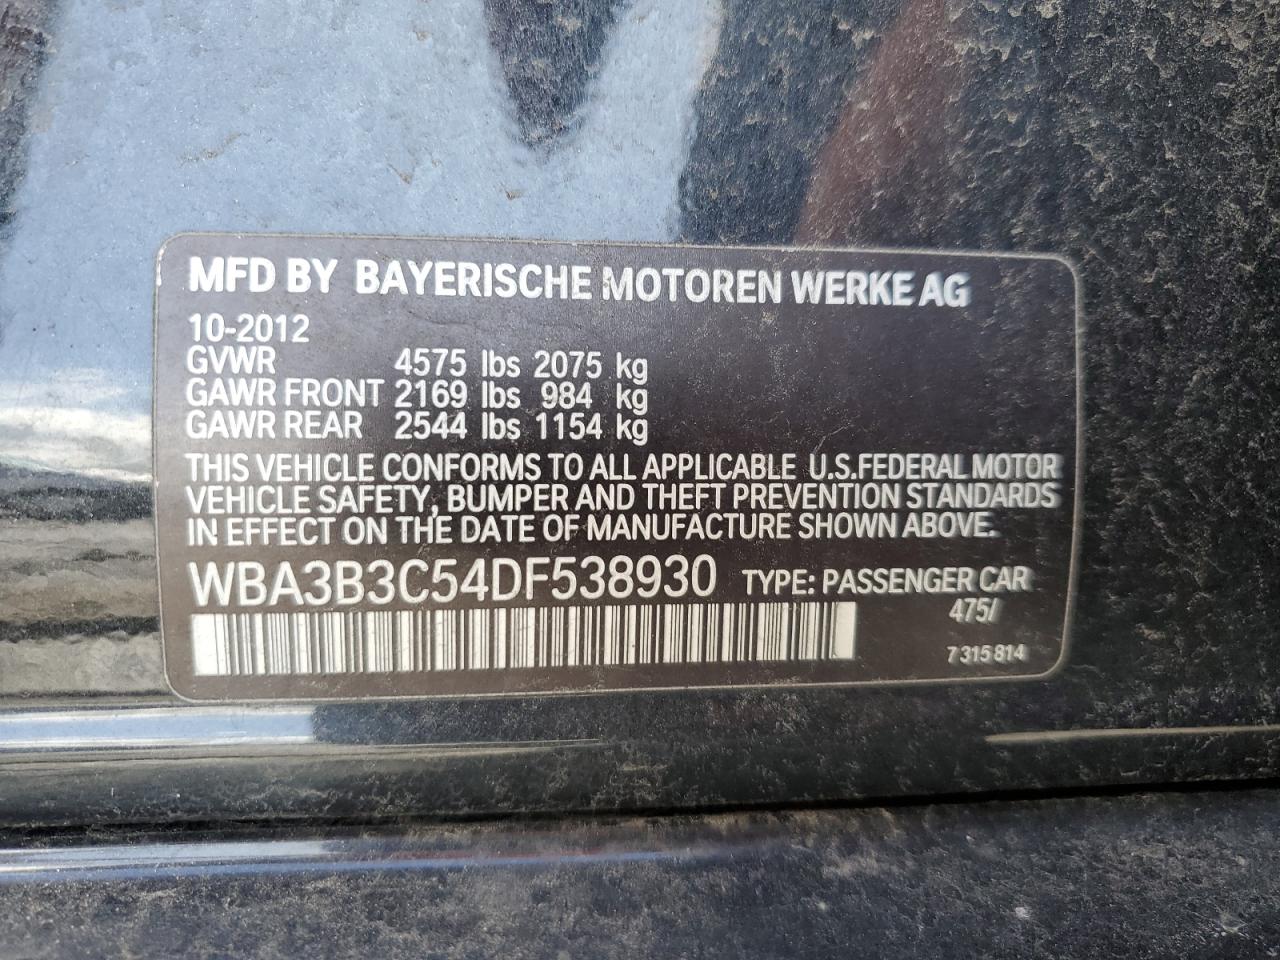 MFD BY BAYERISCHE MOTOREN WERKE AG
10-2012
GVWR 4575 lbs 2075 kg
GAWR FRONT 2169 lbs 984 kg
GAWR REAR 2544 lbs 1154 kg
THIS VEHICLE CONFORMS TO ALL APPLICABLE U.S.FEDERAL MOTOR
VEHICLE SAFETY, BUMPER AND THEFT PREVENTION STANDARDS
IN EFFECT ON THE DATE OF MANUFACTURE SHOWN ABOVE.
WBA3B3C54DF538930 TYPE: PASSENGER CAR
475/
7 315 814